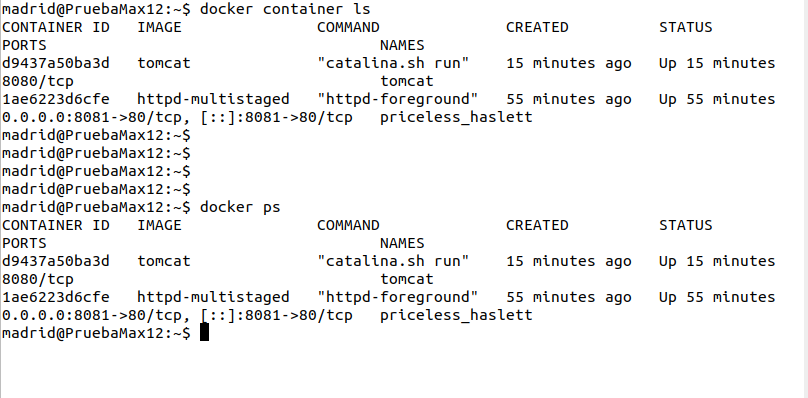 madrid@PruebaMax12:~$ docker container ls
CONTAINER ID   IMAGE               COMMAND              CREATED          STATUS
PORTS                                     NAMES
d9437a50ba3d   tomcat              "catalina.sh run"    15 minutes ago   Up 15 minutes
8080/tcp                                  tomcat
1ae6223d6cfe   httpd-multistaged   "httpd-foreground"   55 minutes ago   Up 55 minutes
0.0.0.0:8081->80/tcp, [::]:8081->80/tcp   priceless_haslett
madrid@PruebaMax12:~$
madrid@PruebaMax12:~$
madrid@PruebaMax12:~$
madrid@PruebaMax12:~$
madrid@PruebaMax12:~$ docker ps
CONTAINER ID   IMAGE               COMMAND              CREATED          STATUS
PORTS                                     NAMES
d9437a50ba3d   tomcat              "catalina.sh run"    15 minutes ago   Up 15 minutes
8080/tcp                                  tomcat
1ae6223d6cfe   httpd-multistaged   "httpd-foreground"   55 minutes ago   Up 55 minutes
0.0.0.0:8081->80/tcp, [::]:8081->80/tcp   priceless_haslett
madrid@PruebaMax12:~$